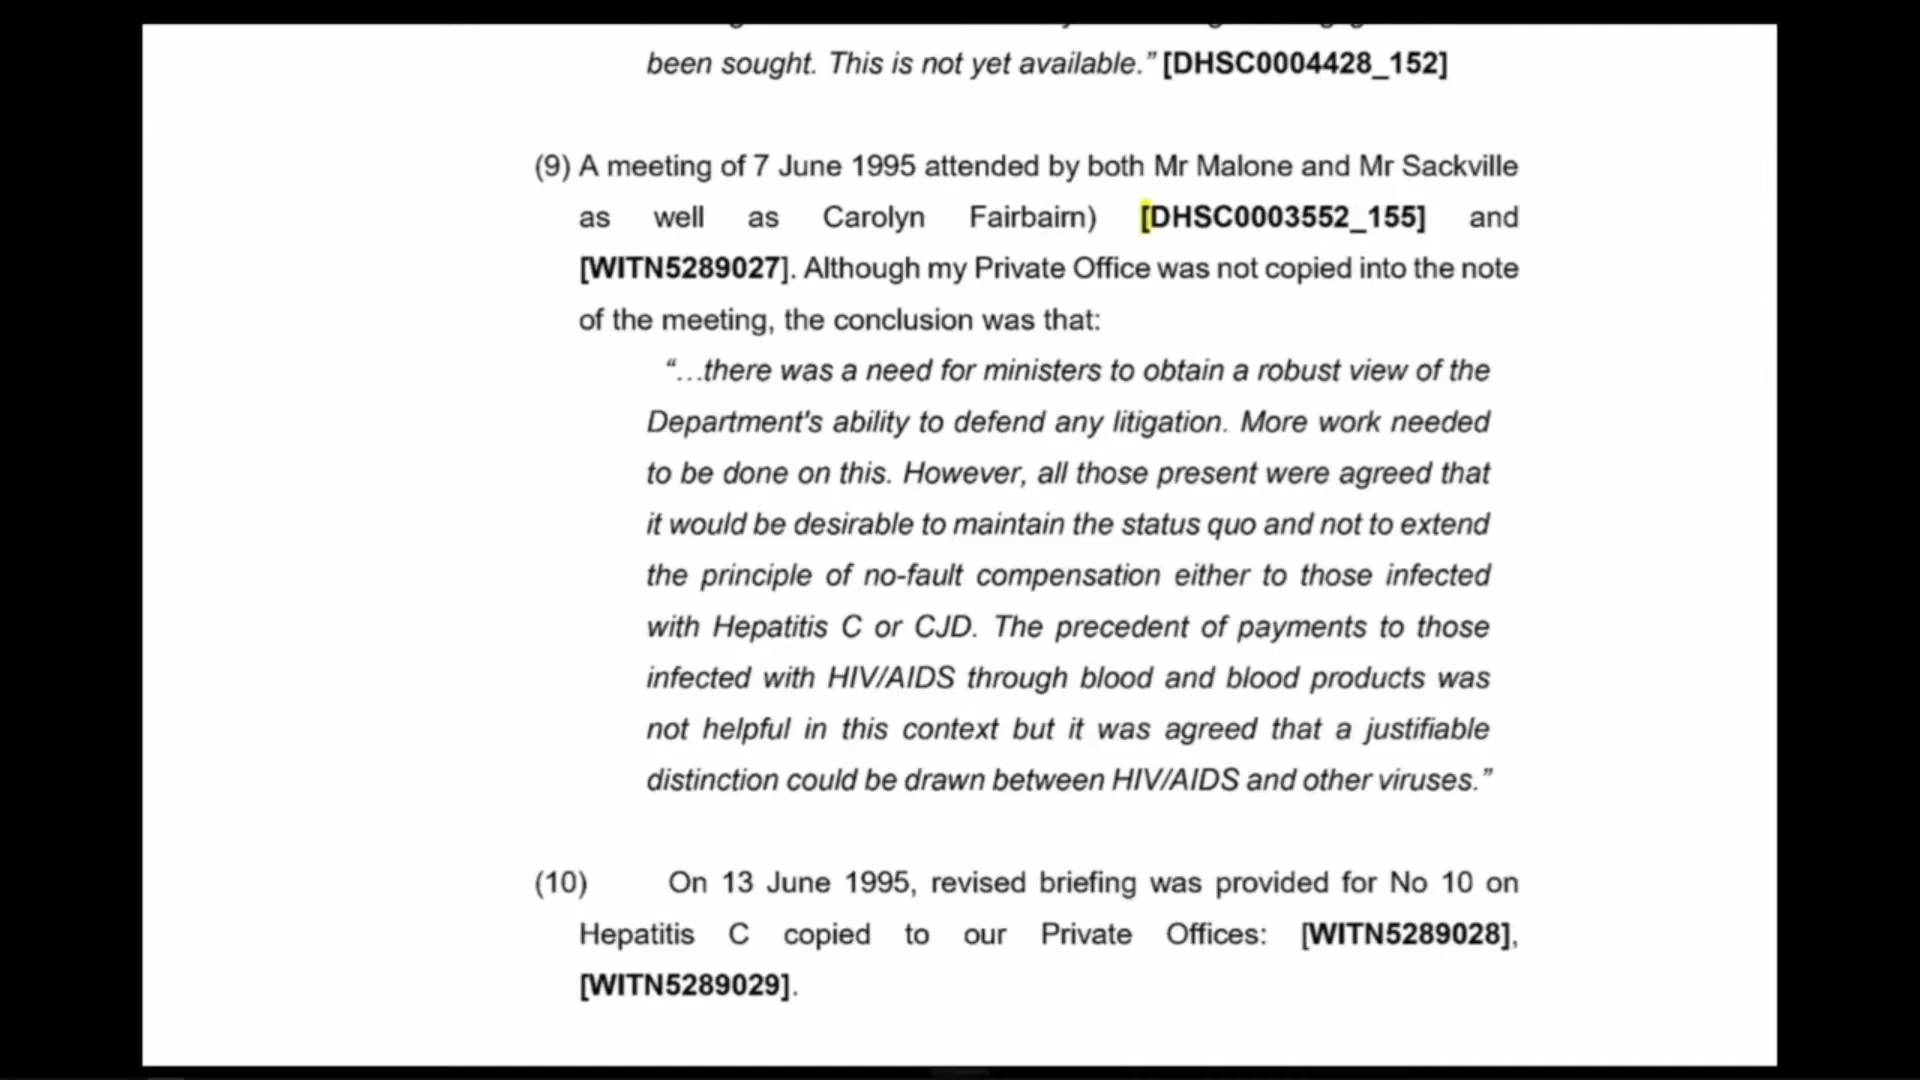 been sought. This is not yet available.” [DHSC0004428_152]
(9) A meeting of 7 June 1995 attended by both Mr Malone and Mr Sackville
as well as Carolyn Fairbairn) [DHSC0003552_155] and
[WITN5289027]. Although my Private Office was not copied into the note
of the meeting, the conclusion was that:
“…there was a need for ministers to obtain a robust view of the
Department's ability to defend any litigation. More work needed
to be done on this. However, all those present were agreed that
it would be desirable to maintain the status quo and not to extend
the principle of no-fault compensation either to those infected
with Hepatitis C or CJD. The precedent of payments to those
infected with HIV/AIDS through blood and blood products was
not helpful in this context but it was agreed that a justifiable
distinction could be drawn between HIV/AIDS and other viruses.”
(10) On 13 June 1995, revised briefing was provided for No 10 on
Hepatitis C copied to our Private Offices: [WITN5289028],
[WITN5289029].